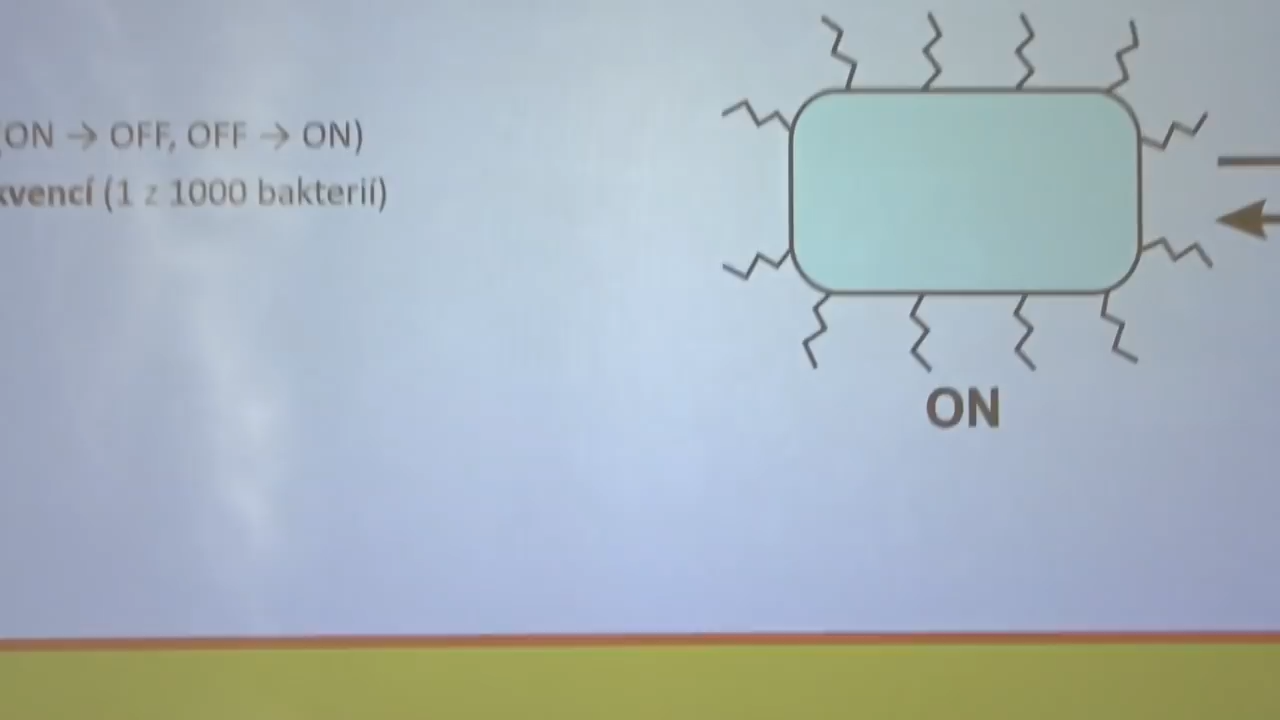 (ON → OFF, OFF → ON)
kvencí (1 z 1000 bakterií)
ON